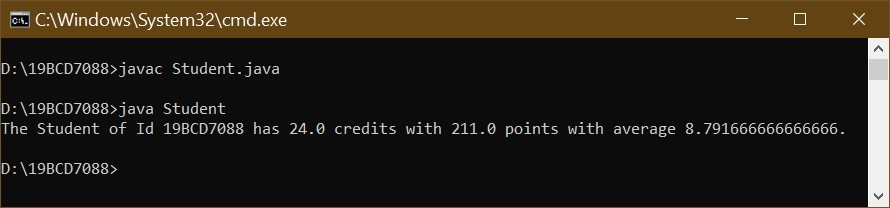 C:\Windows\System32\cmd.exe
D:\19BCD7088>javac Student.java
D:\19BCD7088>java Student
The Student of Id 19BCD7088 has 24.0 credits with 211.0 points with average 8.791666666666666.
D:\19BCD7088>